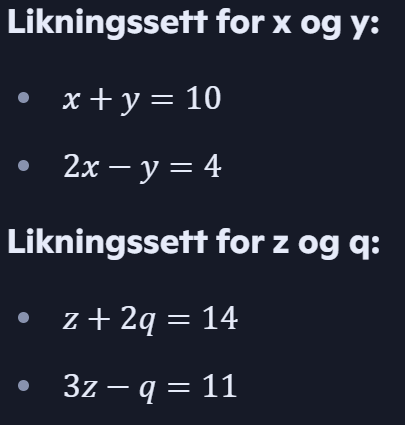 Likningssett for x og y:
• x + y = 10
• 2x − y = 4
Likningssett for z og q:
• z + 2q = 14
• 3z − q = 11